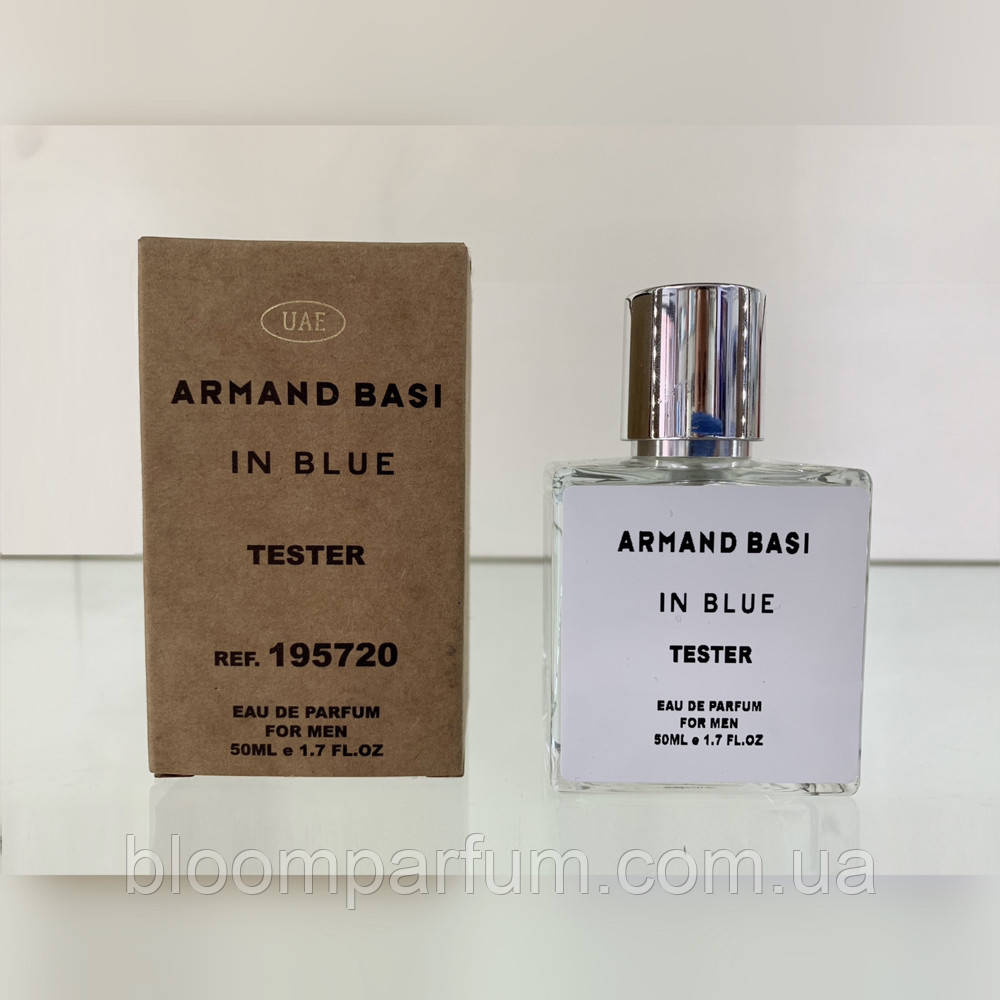 UAE
ARMAND BASI
IN BLUE
TESTER
REF. 195720
EAU DE PARFUM
FOR MEN
50ML e 1.7 FL.OZ
ARMAND BASI
IN BLUE
TESTER
EAU DE PARFUM
FOR MEN
50ML e 1.7 FL.OZ
bloomparfum.com.ua